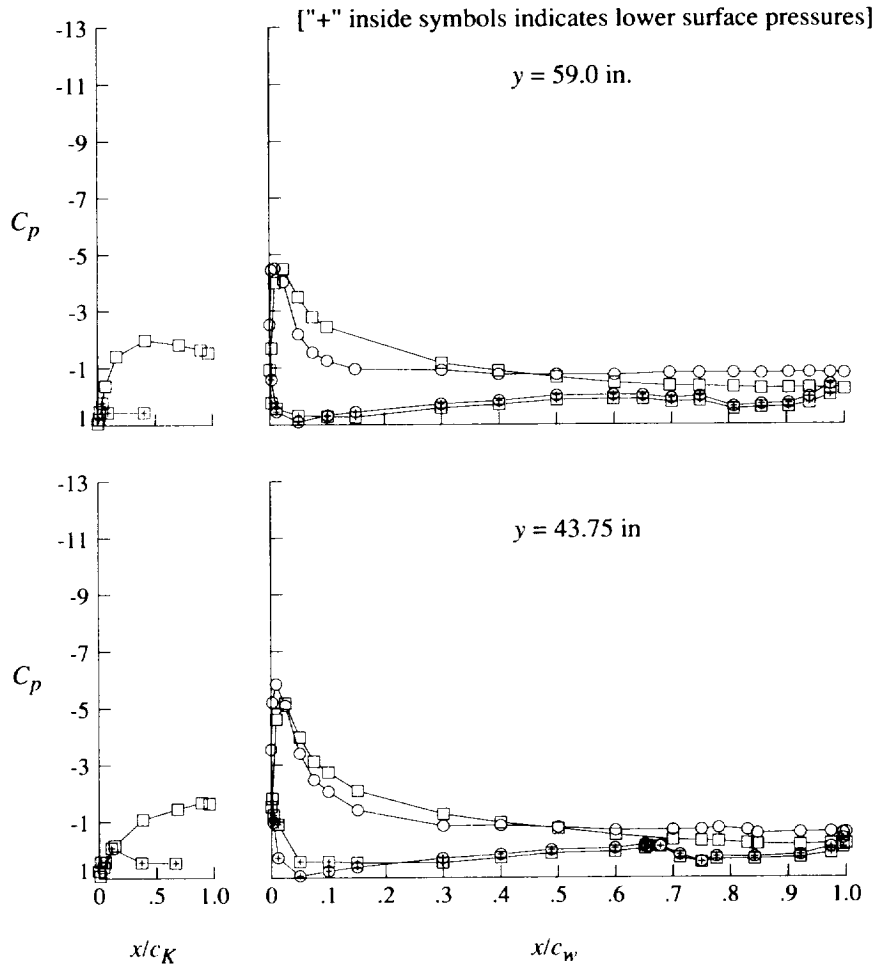 ["+" inside symbols indicates lower surface pressures]
-13
-11
-9
-7
-5
-3
-1
1
C_p
y = 59.0 in.
-13
-11
-9
-7
-5
-3
-1
1
C_p
y = 43.75 in
0 1.0
x/c_K
0 .1 .2 .3 .4 .5 .6 .7 .8 .9 1.0
x/c_w